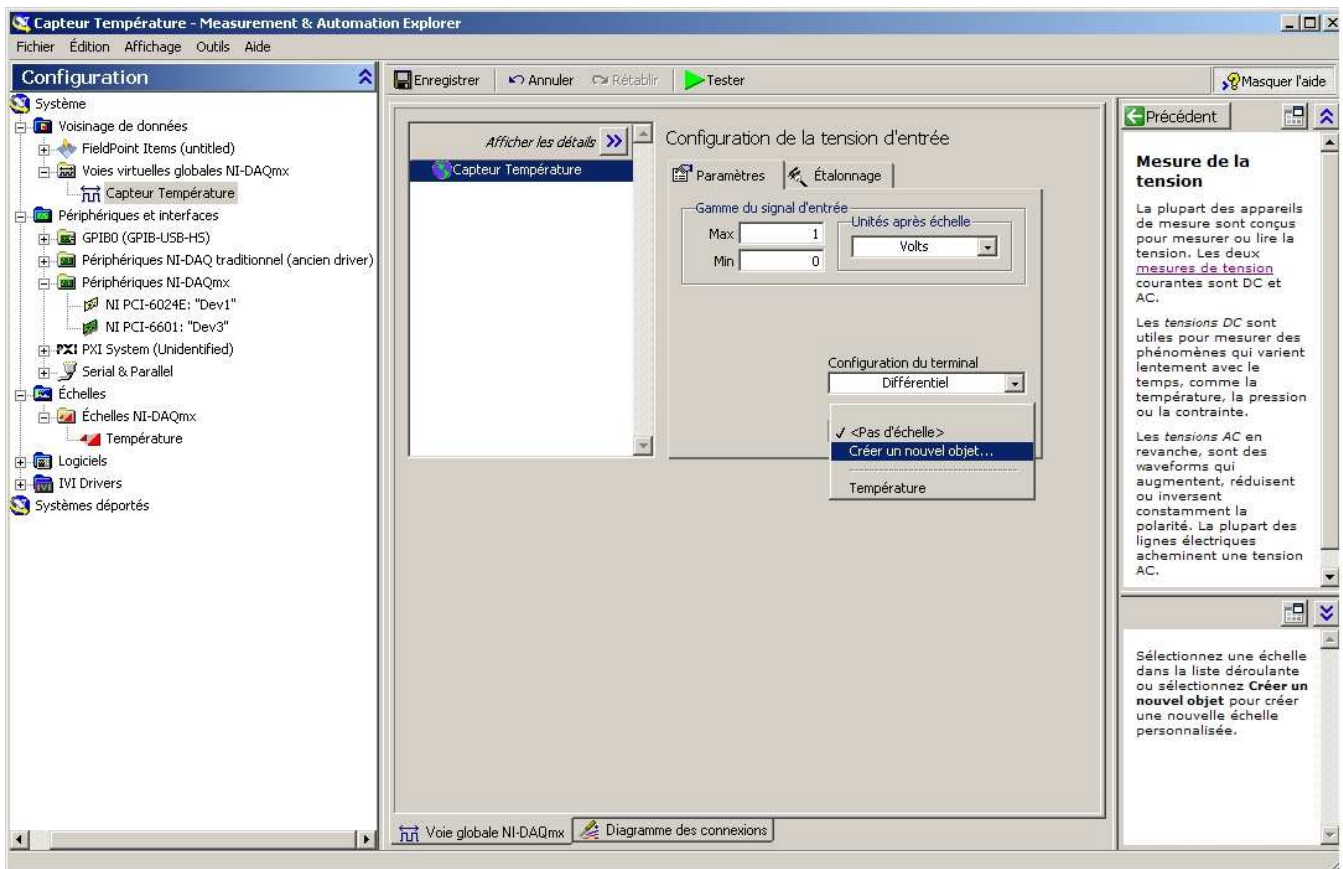 Capteur Température - Measurement & Automation Explorer
Fichier Édition Affichage Outils Aide
Configuration
Système
Voisinage de données
FieldPoint Items (untitled)
Voies virtuelles globales NI-DAQmx
Capteur Température
Périphériques et interfaces
GPIB0 (GPIB-USB-HS)
Périphériques NI-DAQ traditionnel (ancien driver)
Périphériques NI-DAQmx
NI PCI-6024E: "Dev1"
NI PCI-6601: "Dev3"
PXI PXI System (Unidentified)
Serial & Parallel
Échelles
Échelles NI-DAQmx
Température
Logiciels
IVI Drivers
Systèmes déportés
Enregistrer Annuler Rétablir Tester Masquer l'aide
Afficher les détails
Capteur Température
Configuration de la tension d'entrée
Paramètres Étalonnage
Gamme du signal d'entrée
Max 1
Min 0
Unités après échelle
Volts
Configuration du terminal
Différentiel
<Pas d'échelle>
Créer un nouvel objet...
Température
Voie globale NI-DAQmx Diagramme des connexions
Précédent
Mesure de la
tension
La plupart des appareils
de mesure sont conçus
pour mesurer ou lire la
tension. Les deux
mesures de tension
courantes sont DC et
AC.
Les tensions DC sont
utiles pour mesurer des
phénomènes qui varient
lentement avec le
temps, comme la
température, la pression
ou la contrainte.
Les tensions AC en
revanche, sont des
waveforms qui
augmentent, réduisent
ou inversent
constamment la
polarité. La plupart des
lignes électriques
acheminent une tension
AC.
Sélectionnez une échelle
dans la liste déroulante
ou sélectionnez Créer un
nouvel objet pour créer
une nouvelle échelle
personnalisée.